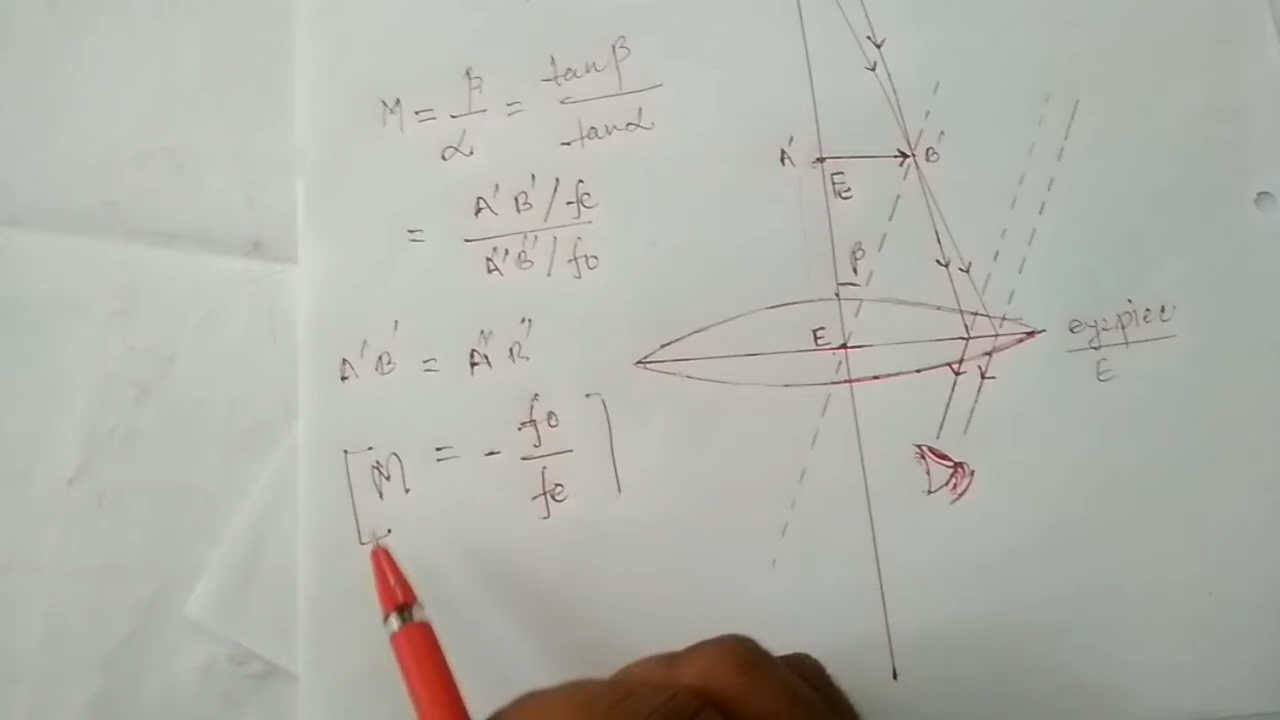 M = β/α = tanβ/tanα
= A'B'/fe / A"B"/fo
A'B' = A"B"
[M = - fo/fe]
A' B'
Fe
β
E
eyepiece
E